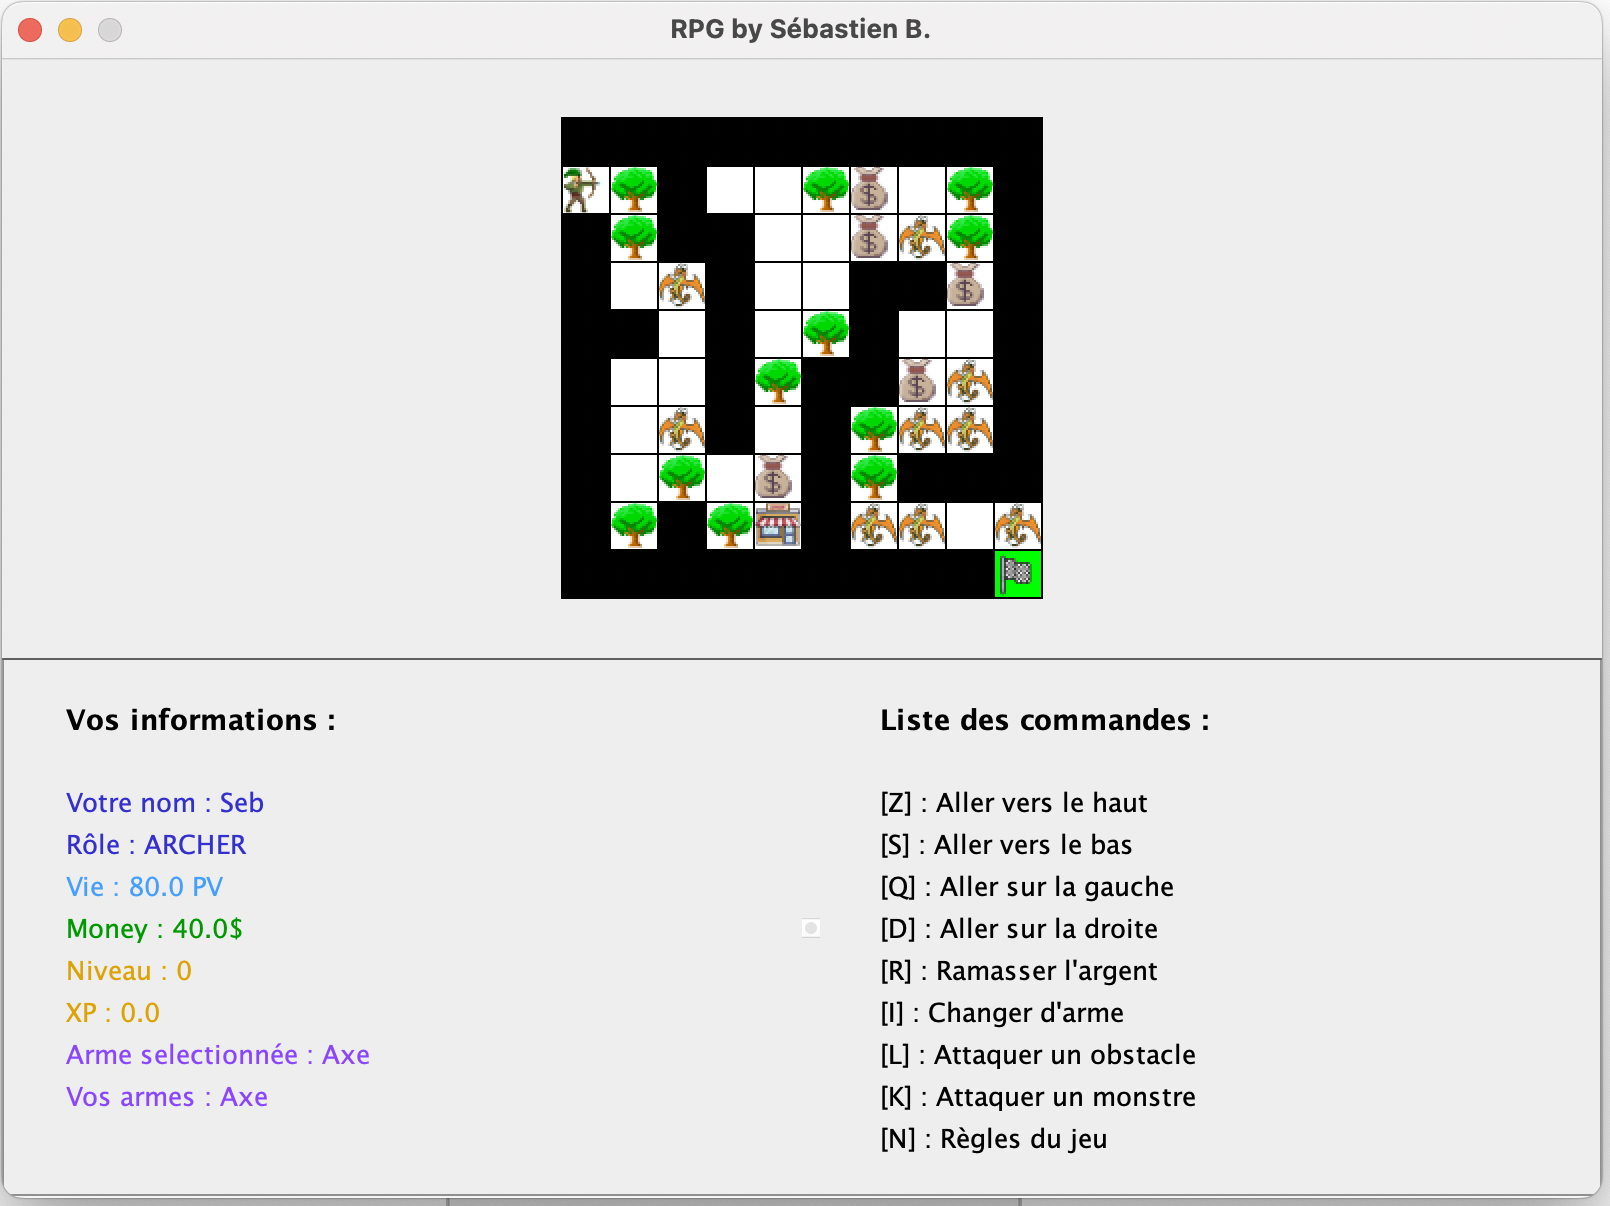 RPG by Sébastien B.
Vos informations :
Votre nom : Seb
Rôle : ARCHER
Vie : 80.0 PV
Money : 40.0$
Niveau : 0
XP : 0.0
Arme selectionnée : Axe
Vos armes : Axe
Liste des commandes :
[Z] : Aller vers le haut
[S] : Aller vers le bas
[Q] : Aller sur la gauche
[D] : Aller sur la droite
[R] : Ramasser l'argent
[I] : Changer d'arme
[L] : Attaquer un obstacle
[K] : Attaquer un monstre
[N] : Règles du jeu